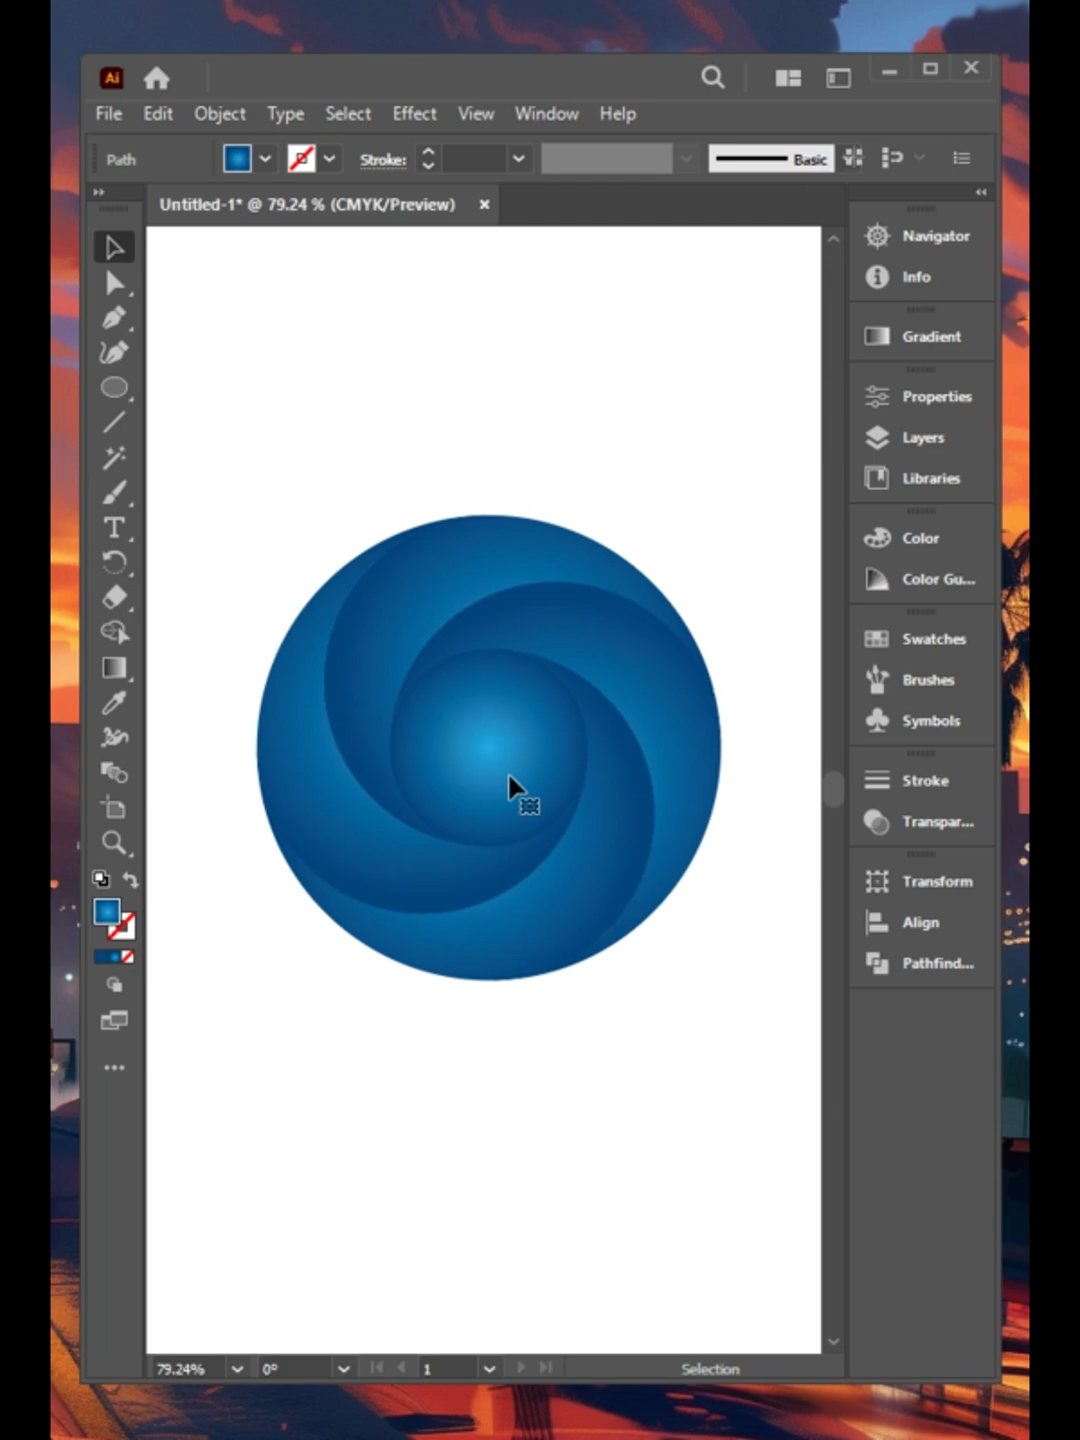 Ai
File Edit Object Type Select Effect View Window Help
Path Stroke: Basic
Untitled-1* @ 79.24 % (CMYK/Preview)
Navigator
Info
Gradient
Properties
Layers
Libraries
Color
Color Gu...
Swatches
Brushes
Symbols
Stroke
Transpar...
Transform
Align
Pathfind...
79.24% 0° 1 Selection